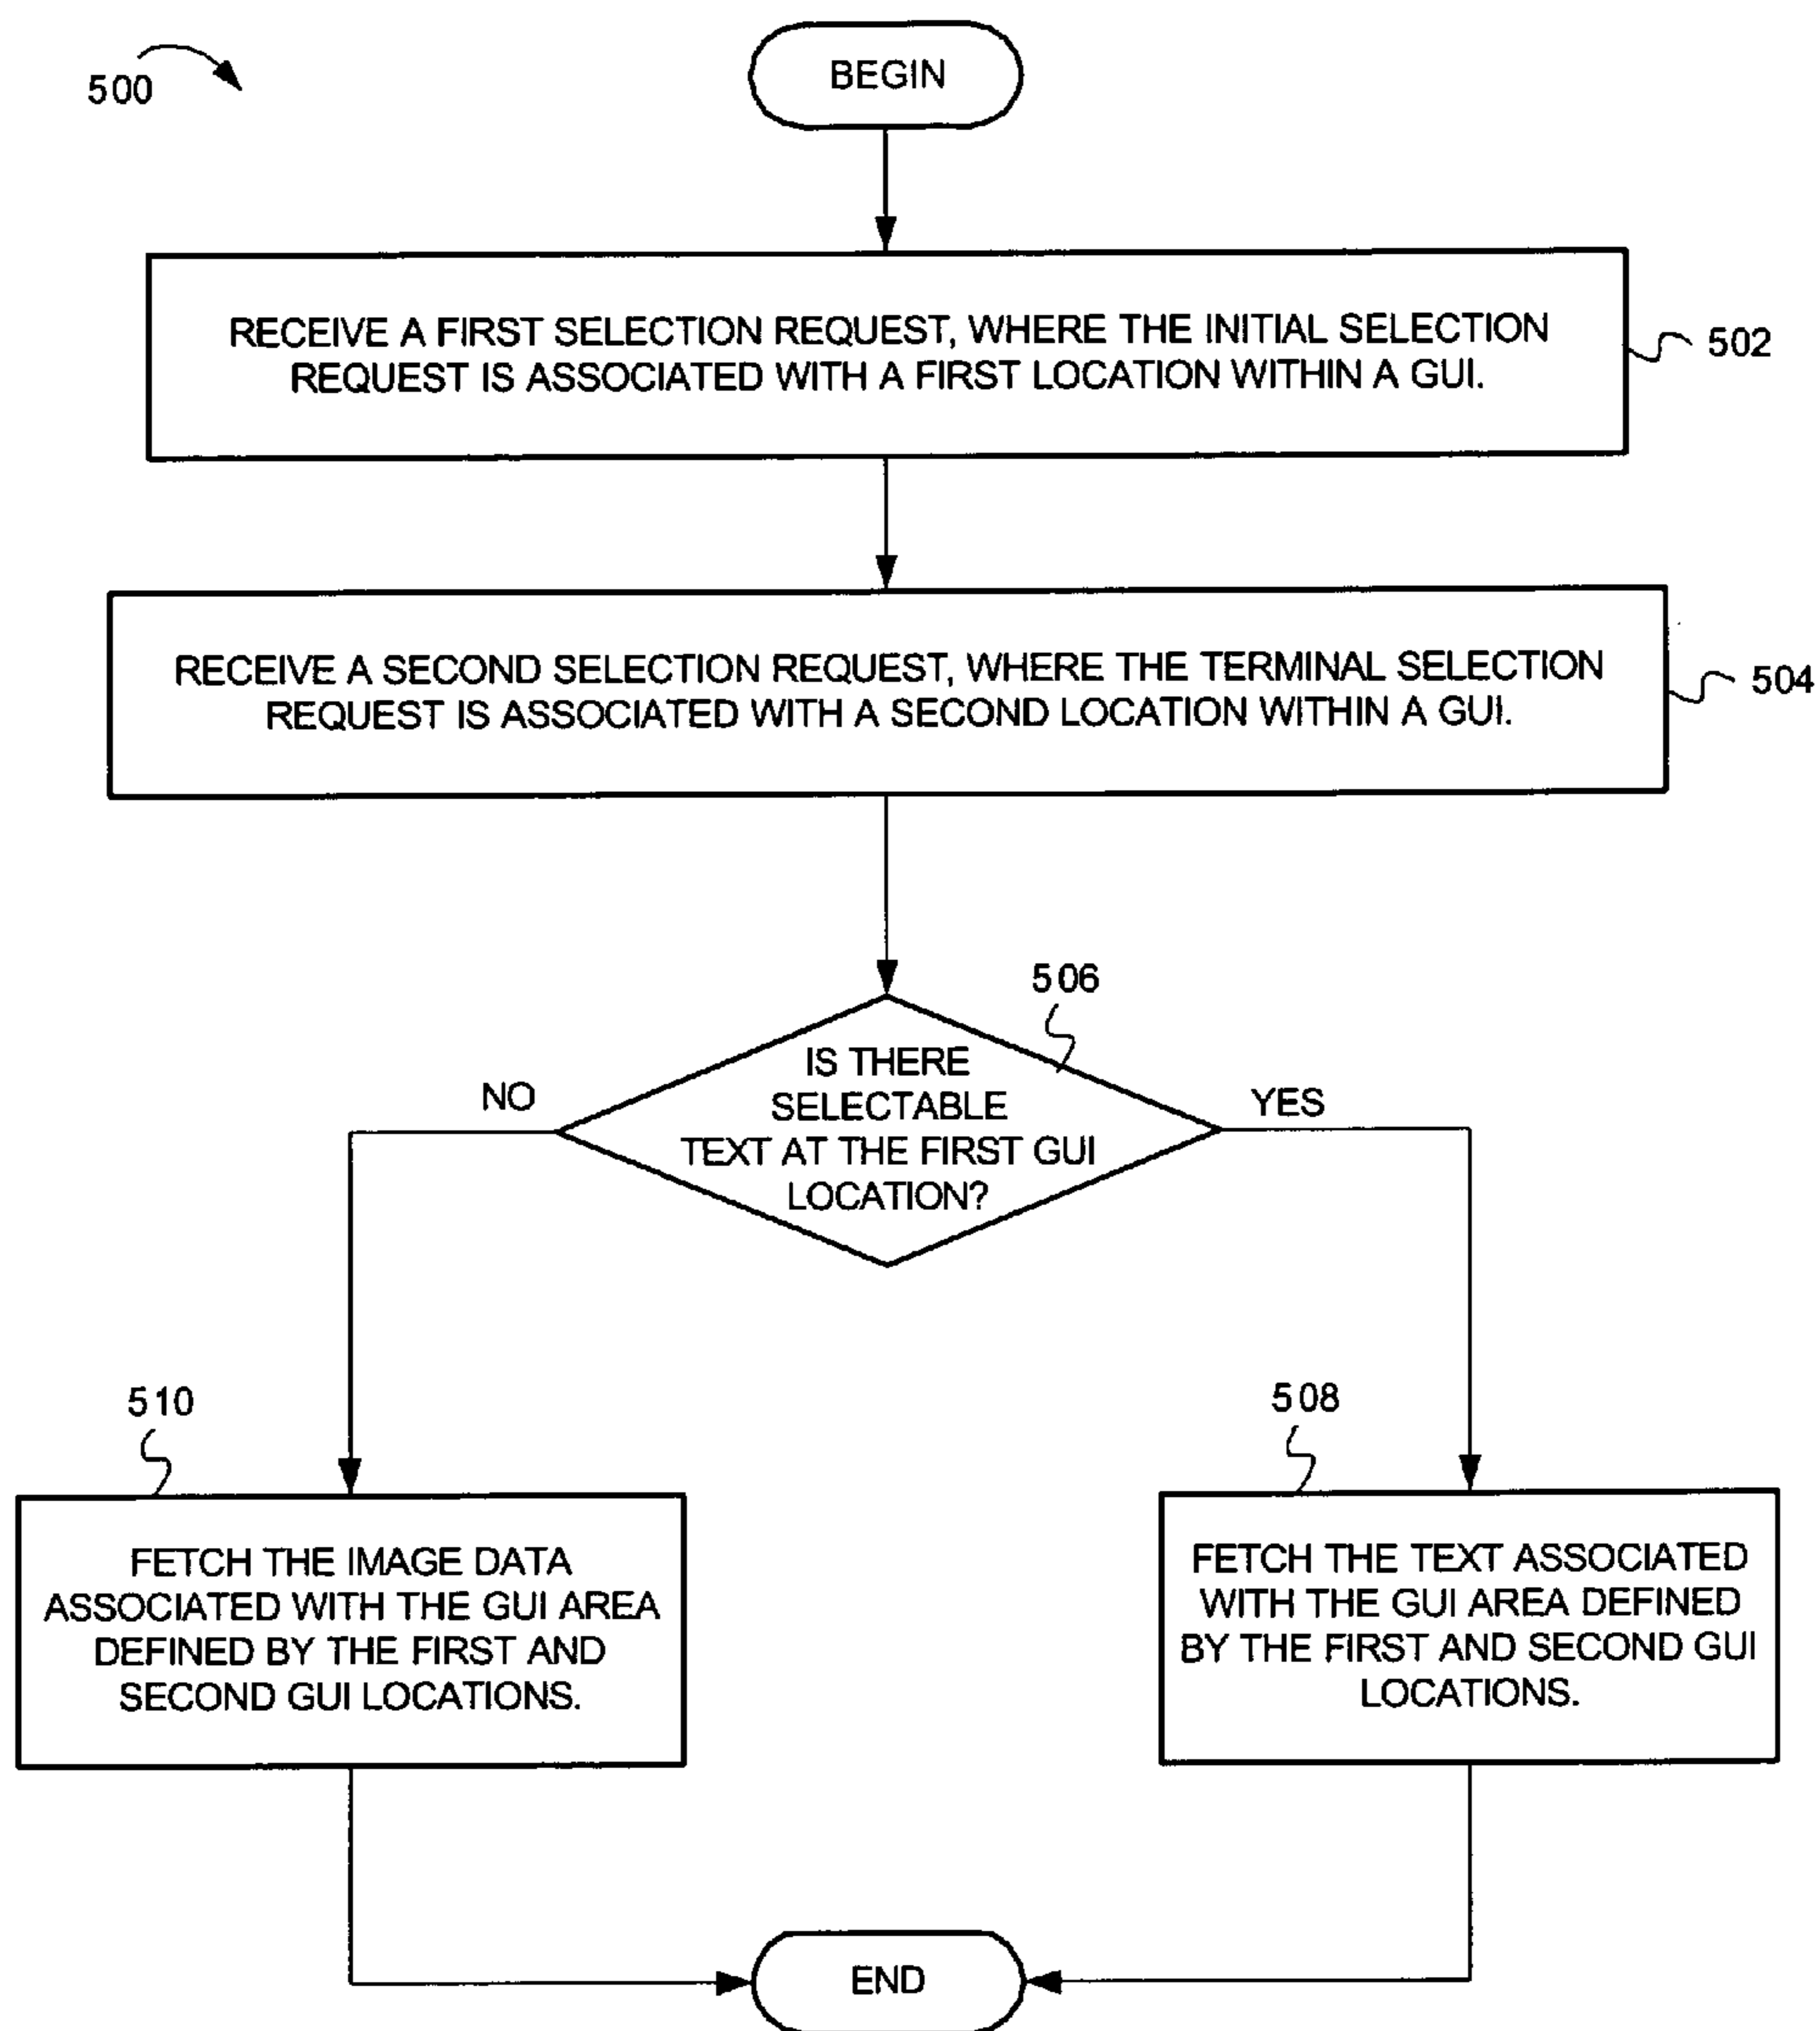 500
BEGIN
RECEIVE A FIRST SELECTION REQUEST, WHERE THE INITIAL SELECTION
REQUEST IS ASSOCIATED WITH A FIRST LOCATION WITHIN A GUI.
502
RECEIVE A SECOND SELECTION REQUEST, WHERE THE TERMINAL SELECTION
REQUEST IS ASSOCIATED WITH A SECOND LOCATION WITHIN A GUI.
504
506
IS THERE
SELECTABLE
TEXT AT THE FIRST GUI
LOCATION?
NO
YES
510
FETCH THE IMAGE DATA
ASSOCIATED WITH THE GUI AREA
DEFINED BY THE FIRST AND
SECOND GUI LOCATIONS.
508
FETCH THE TEXT ASSOCIATED
WITH THE GUI AREA DEFINED
BY THE FIRST AND SECOND GUI
LOCATIONS.
END